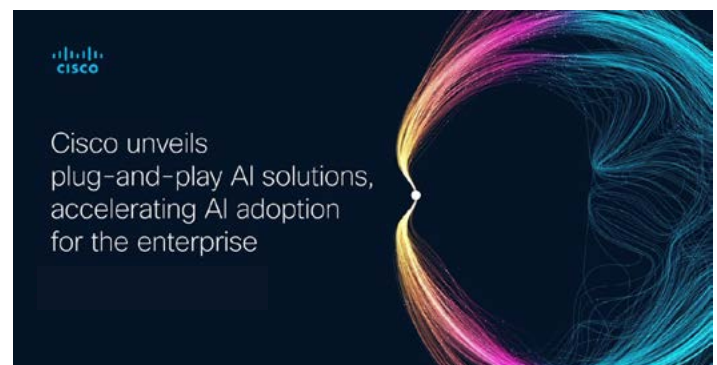 CISCO
Cisco unveils
plug-and-play AI solutions,
accelerating AI adoption
for the enterprise